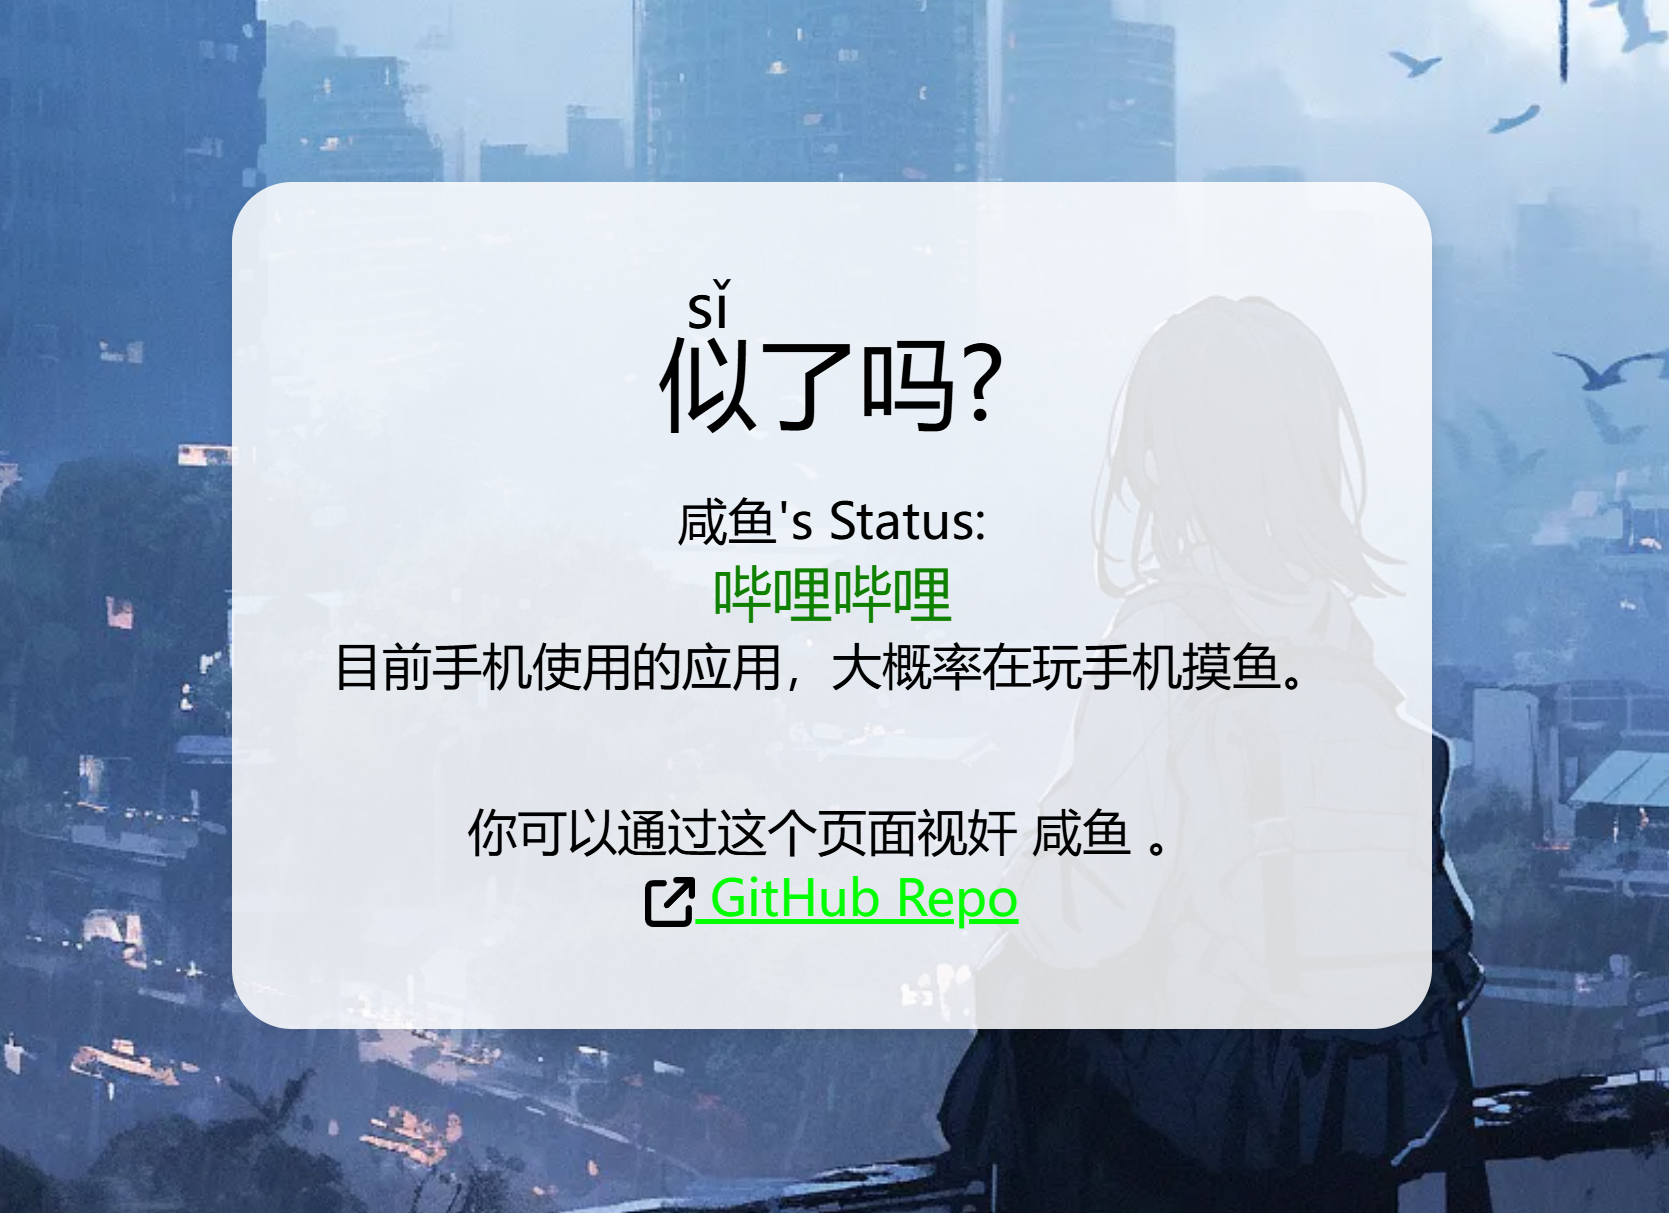 sǐ
似了吗?
咸鱼's Status:
哔哩哔哩
目前手机使用的应用，大概率在玩手机摸鱼。
你可以通过这个页面视奸 咸鱼 。
GitHub Repo